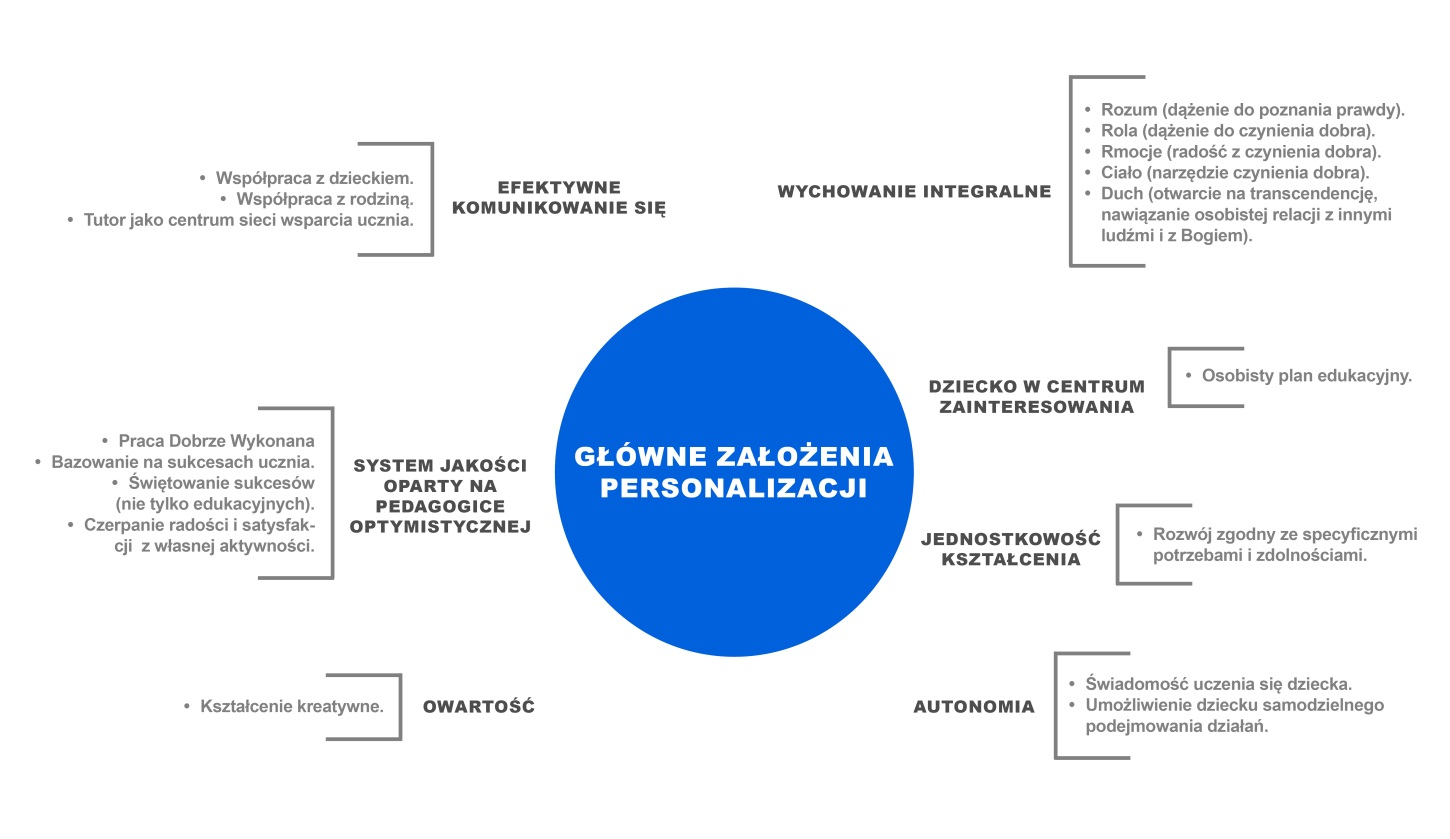 EFEKTYWNE
KOMUNIKOWANIE SIĘ
• Współpraca z dzieckiem.
• Współpraca z rodziną.
• Tutor jako centrum sieci wsparcia ucznia.
WYCHOWANIE INTEGRALNE
• Rozum (dążenie do poznania prawdy).
• Rola (dążenie do czynienia dobra).
• Rmocje (radość z czynienia dobra).
• Ciało (narzędzie czynienia dobra).
• Duch (otwarcie na transcendencję,
nawiązanie osobistej relacji z innymi
ludźmi i z Bogiem).
GŁÓWNE ZAŁOŻENIA
PERSONALIZACJI
DZIECKO W CENTRUM
ZAINTERESOWANIA
• Osobisty plan edukacyjny.
SYSTEM JAKOŚCI
OPARTY NA
PEDAGOGICE
OPTYMISTYCZNEJ
• Praca Dobrze Wykonana
• Bazowanie na sukcesach ucznia.
• Świętowanie sukcesów
(nie tylko edukacyjnych).
• Czerpanie radości i satysfak-
cji z własnej aktywności.
JEDNOSTKOWOŚĆ
KSZTAŁCENIA
• Rozwój zgodny ze specyficznymi
potrzebami i zdolnościami.
OWARTOŚĆ
• Kształcenie kreatywne.
AUTONOMIA
• Świadomość uczenia się dziecka.
• Umożliwienie dziecku samodzielnego
podejmowania działań.